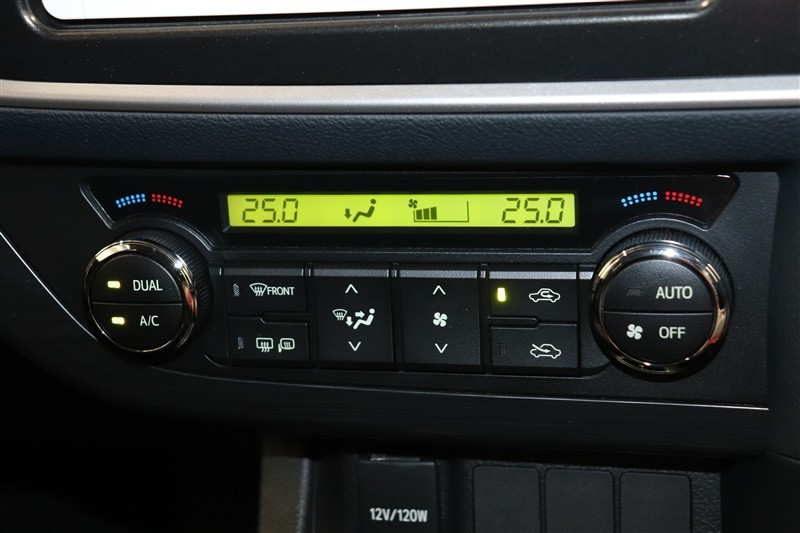 25.0 25.0
DUAL
A/C
FRONT
AUTO
OFF
12V/120W